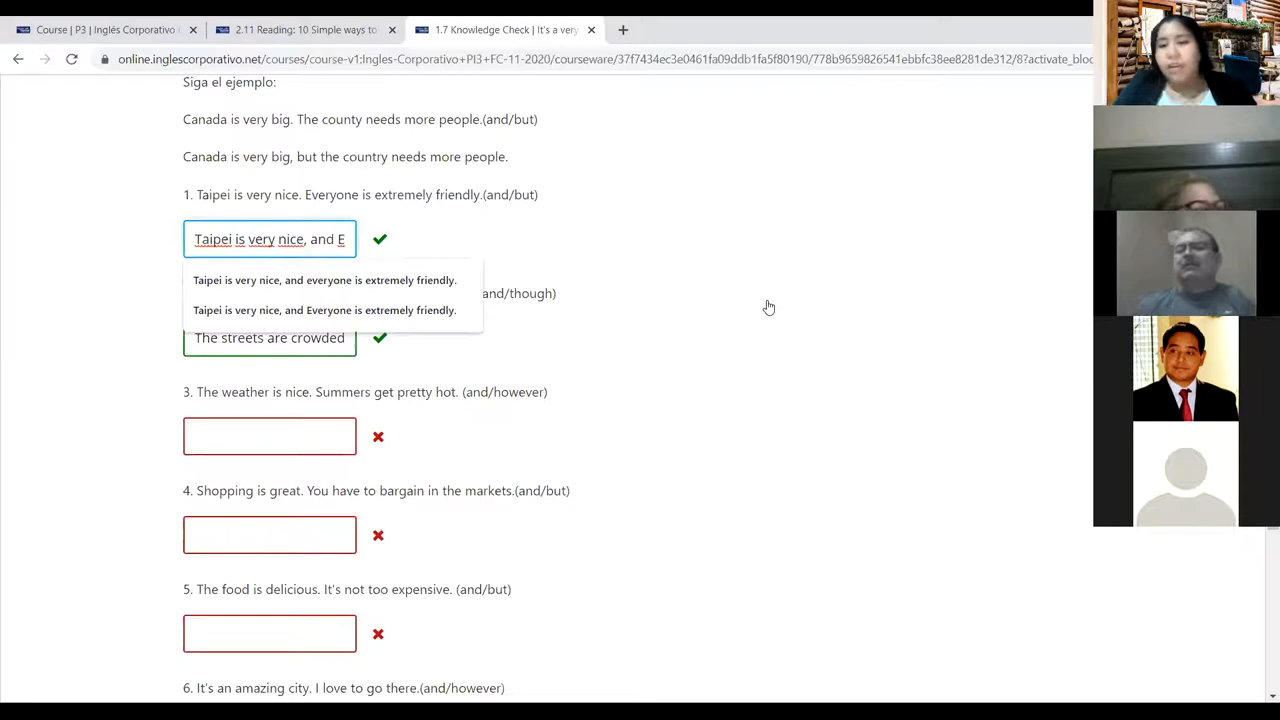 Course | P3 | Inglés Corporativo
2.11 Reading: 10 Simple ways to
1.7 Knowledge Check | It's a very
online.inglescorporativo.net/courses/course-v1:Ingles-Corporativo+PI3+FC-11-2020/courseware/37f7434ec3e0461fa09ddb1fa5f80190/778b9659826541ebbfc38ee8281de312/8?activate_bloc
Siga el ejemplo:
Canada is very big. The county needs more people.(and/but)
Canada is very big, but the country needs more people.
1. Taipei is very nice. Everyone is extremely friendly.(and/but)
Taipei is very nice, and E
Taipei is very nice, and everyone is extremely friendly.
and/though)
Taipei is very nice, and Everyone is extremely friendly.
The streets are crowded
3. The weather is nice. Summers get pretty hot. (and/however)
4. Shopping is great. You have to bargain in the markets.(and/but)
5. The food is delicious. It's not too expensive. (and/but)
6. It's an amazing city. I love to go there.(and/however)